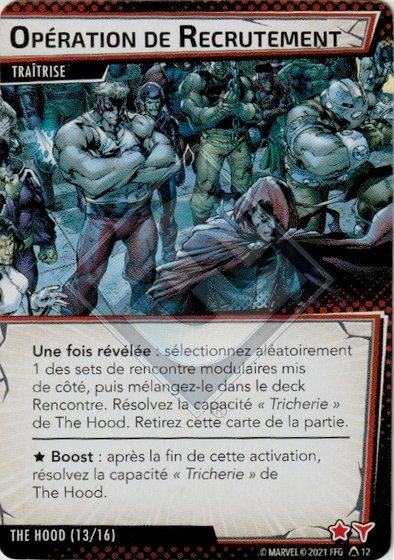 Opération de Recrutement
TRAÎTRISE
Une fois révélée : sélectionnez aléatoirement
1 des sets de rencontre modulaires mis
de côté, puis mélangez-le dans le deck
Rencontre. Résolvez la capacité « Tricherie »
de The Hood. Retirez cette carte de la partie.
★ Boost : après la fin de cette activation,
résolvez la capacité « Tricherie » de
The Hood.
THE HOOD (13/16)
© MARVEL © 2021 FFG 12